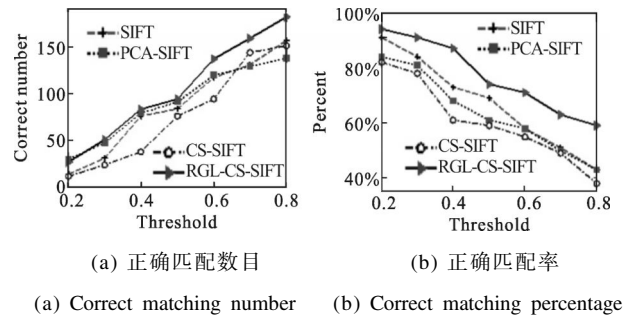 Correct number
150
100
50
0
0.2 0.4 0.6 0.8
Threshold
SIFT
PCA-SIFT
CS-SIFT
RGL-CS-SIFT
Percent
100%
80%
60%
40%
0.2 0.4 0.6 0.8
Threshold
SIFT
PCA-SIFT
CS-SIFT
RGL-CS-SIFT
(a) 正确匹配数目
(b) 正确匹配率
(a) Correct matching number
(b) Correct matching percentage